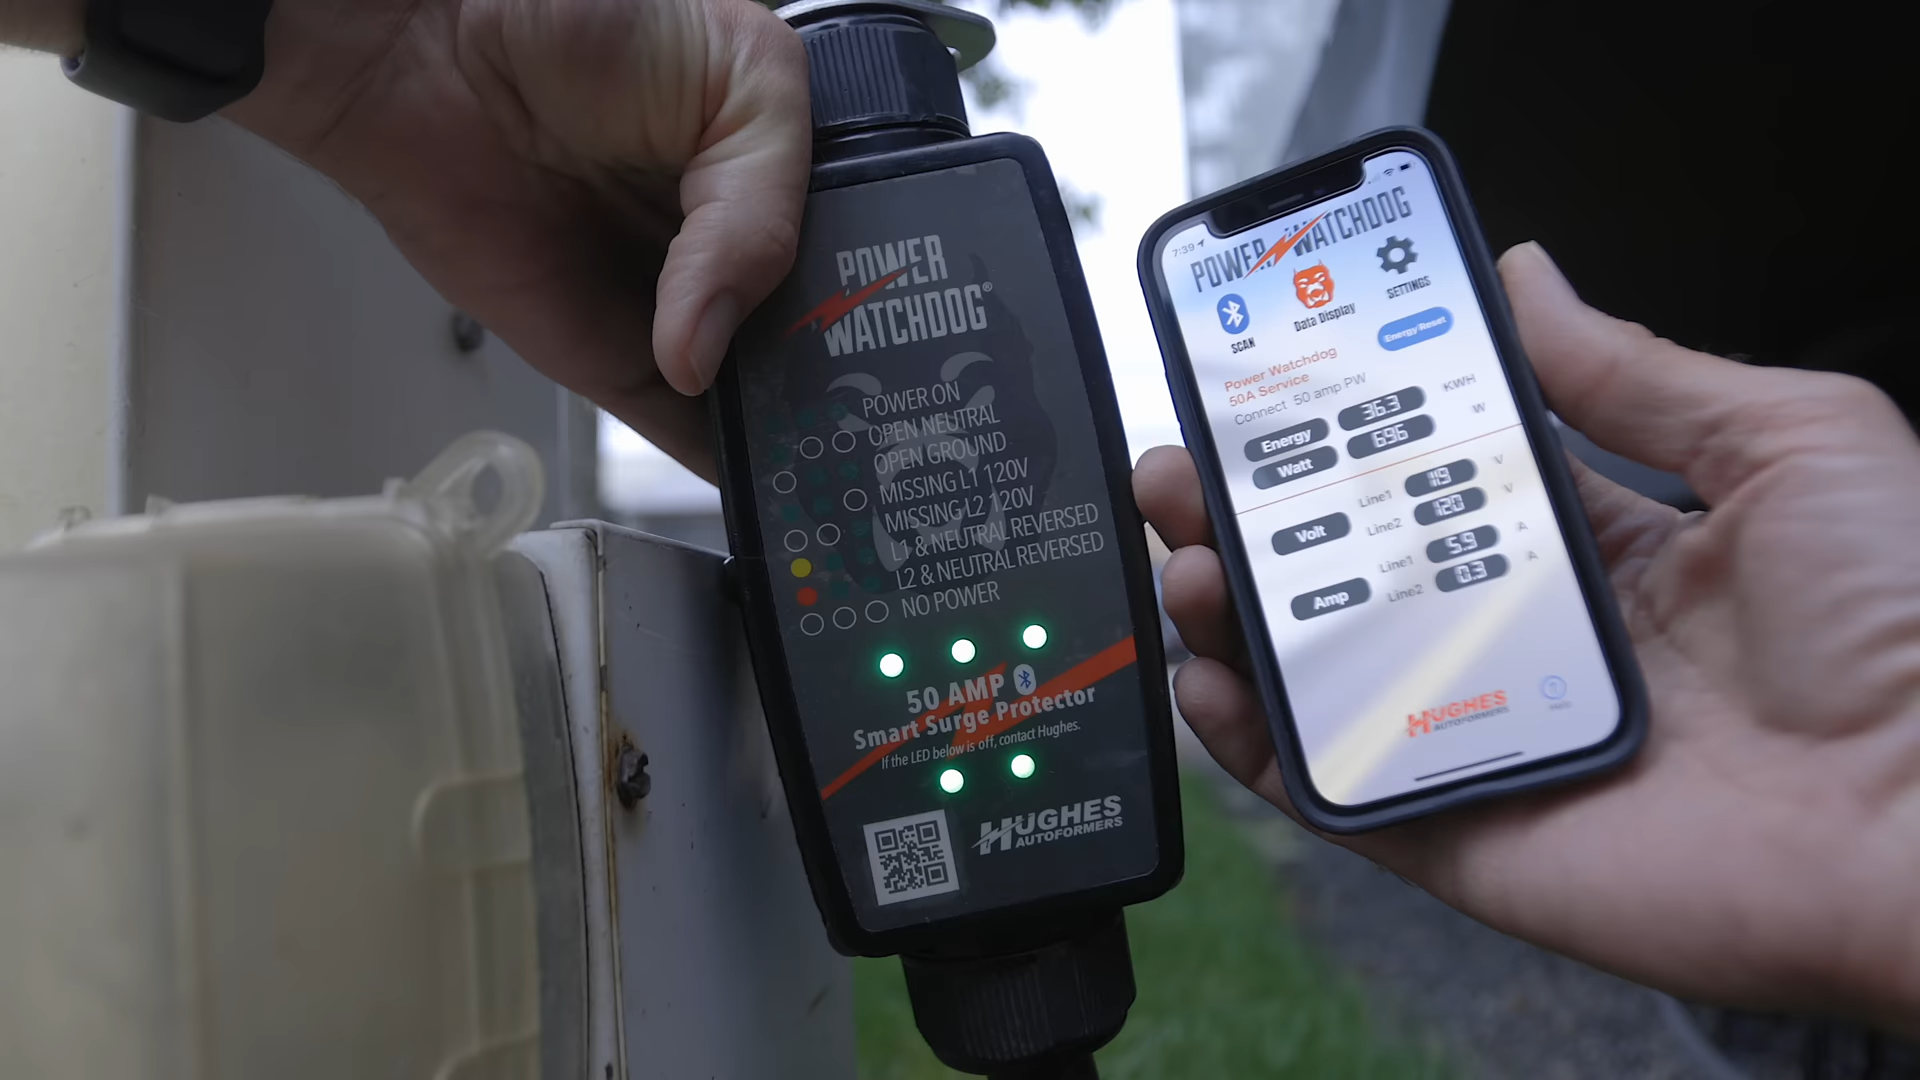 POWER
WATCHDOG®
POWER ON
OPEN NEUTRAL
OPEN GROUND
MISSING L1 120V
MISSING L2 120V
L1 & NEUTRAL REVERSED
L2 & NEUTRAL REVERSED
NO POWER
50 AMP
Smart Surge Protector
If the LED below is off, contact Hughes.
HUGHES
AUTOFORMERS
7:39
POWER WATCHDOG
SCAN
Data Display
SETTINGS
Energy Reset
Power Watchdog
50A Service
Connect 50 amp PW
Energy 36.3 KWH
Watt 696 W
Volt
Line1 119 V
Line2 120 V
Amp
Line1 5.9 A
Line2 0.3 A
HUGHES
AUTOFORMERS
Help